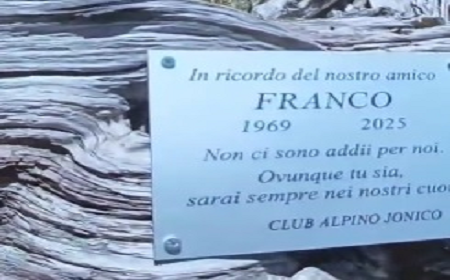 In ricordo del nostro amico
FRANCO
1969 2025
Non ci sono addii per noi.
Ovunque tu sia,
sarai sempre nei nostri cuo
CLUB ALPINO JONICO